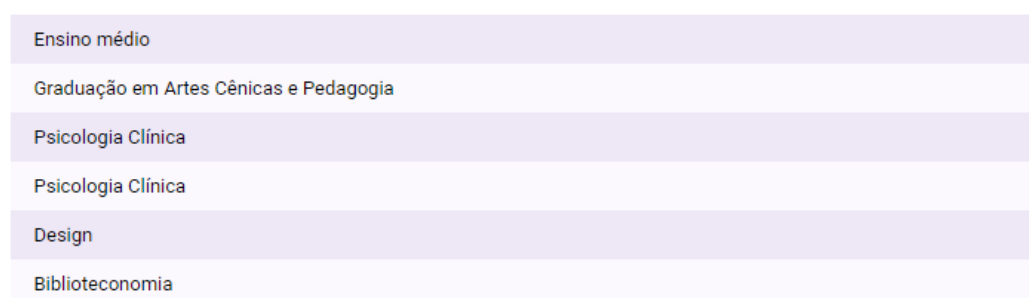 Ensino médio
Graduação em Artes Cênicas e Pedagogia
Psicologia Clínica
Psicologia Clínica
Design
Biblioteconomia